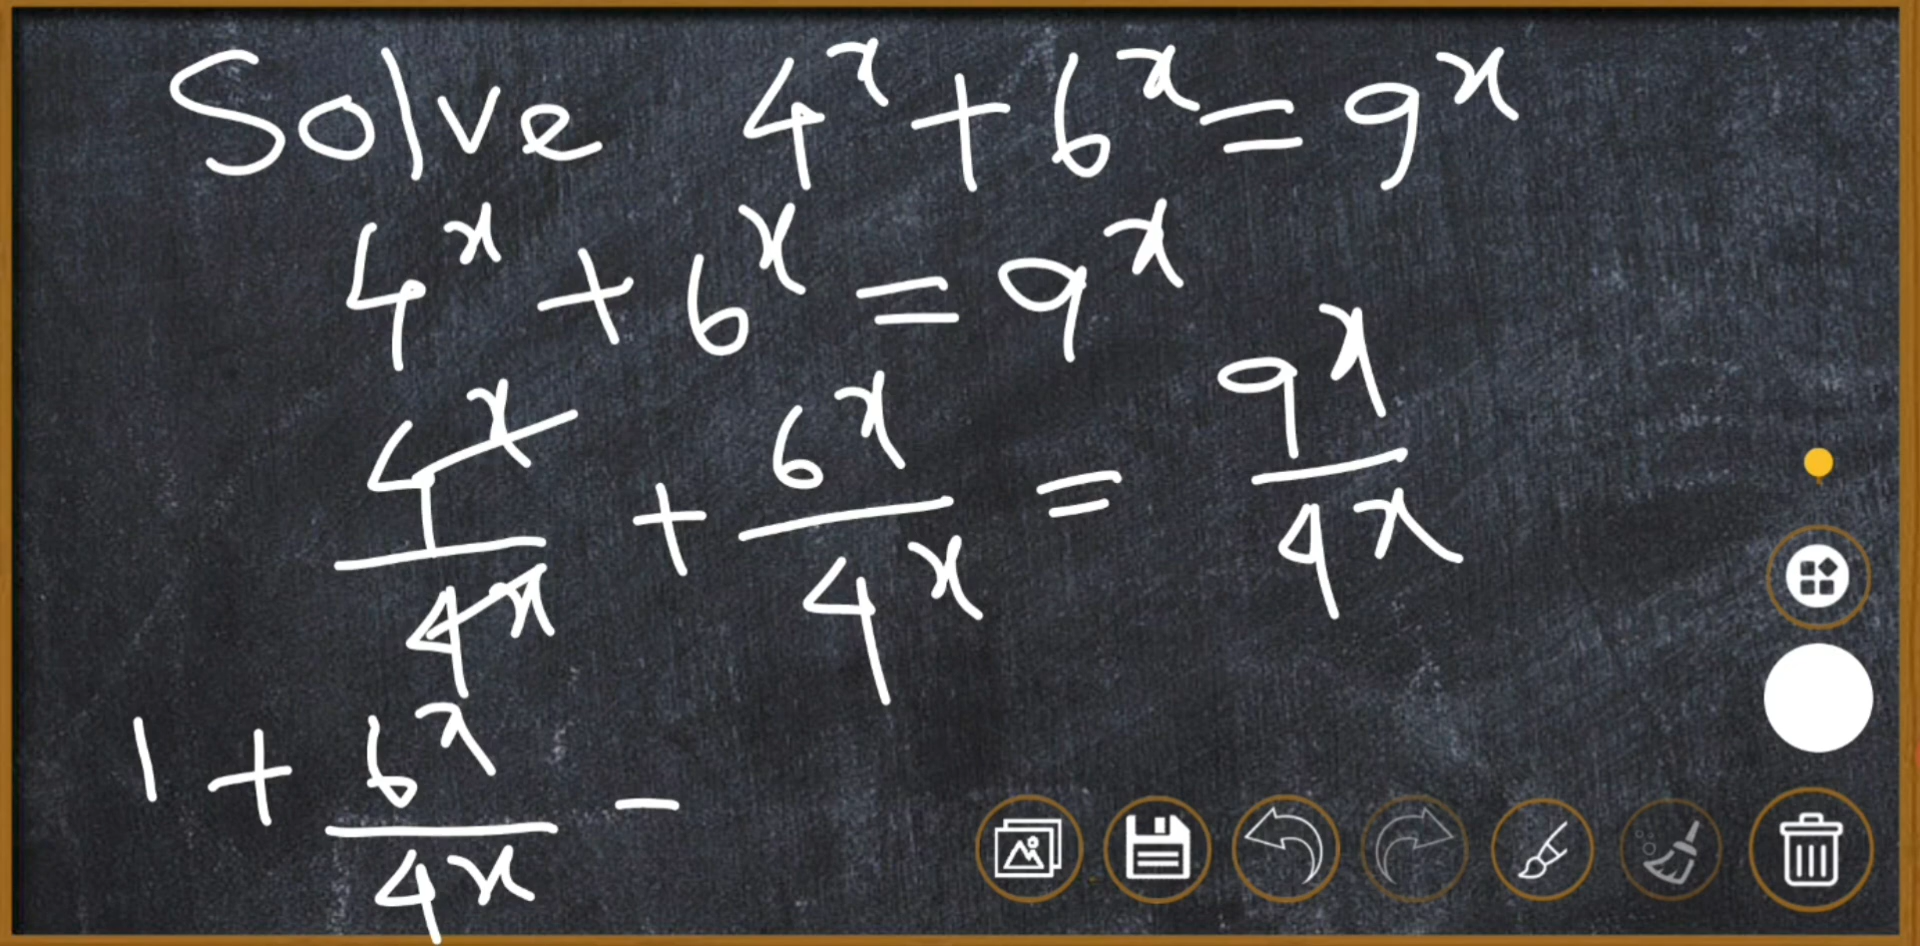 Solve 4^x + 6^x = 9^x
4^x + 6^x = 9^x
4^x/4^x + 6^x/4^x = 9^x/4^x
1 + 6^x/4^x −